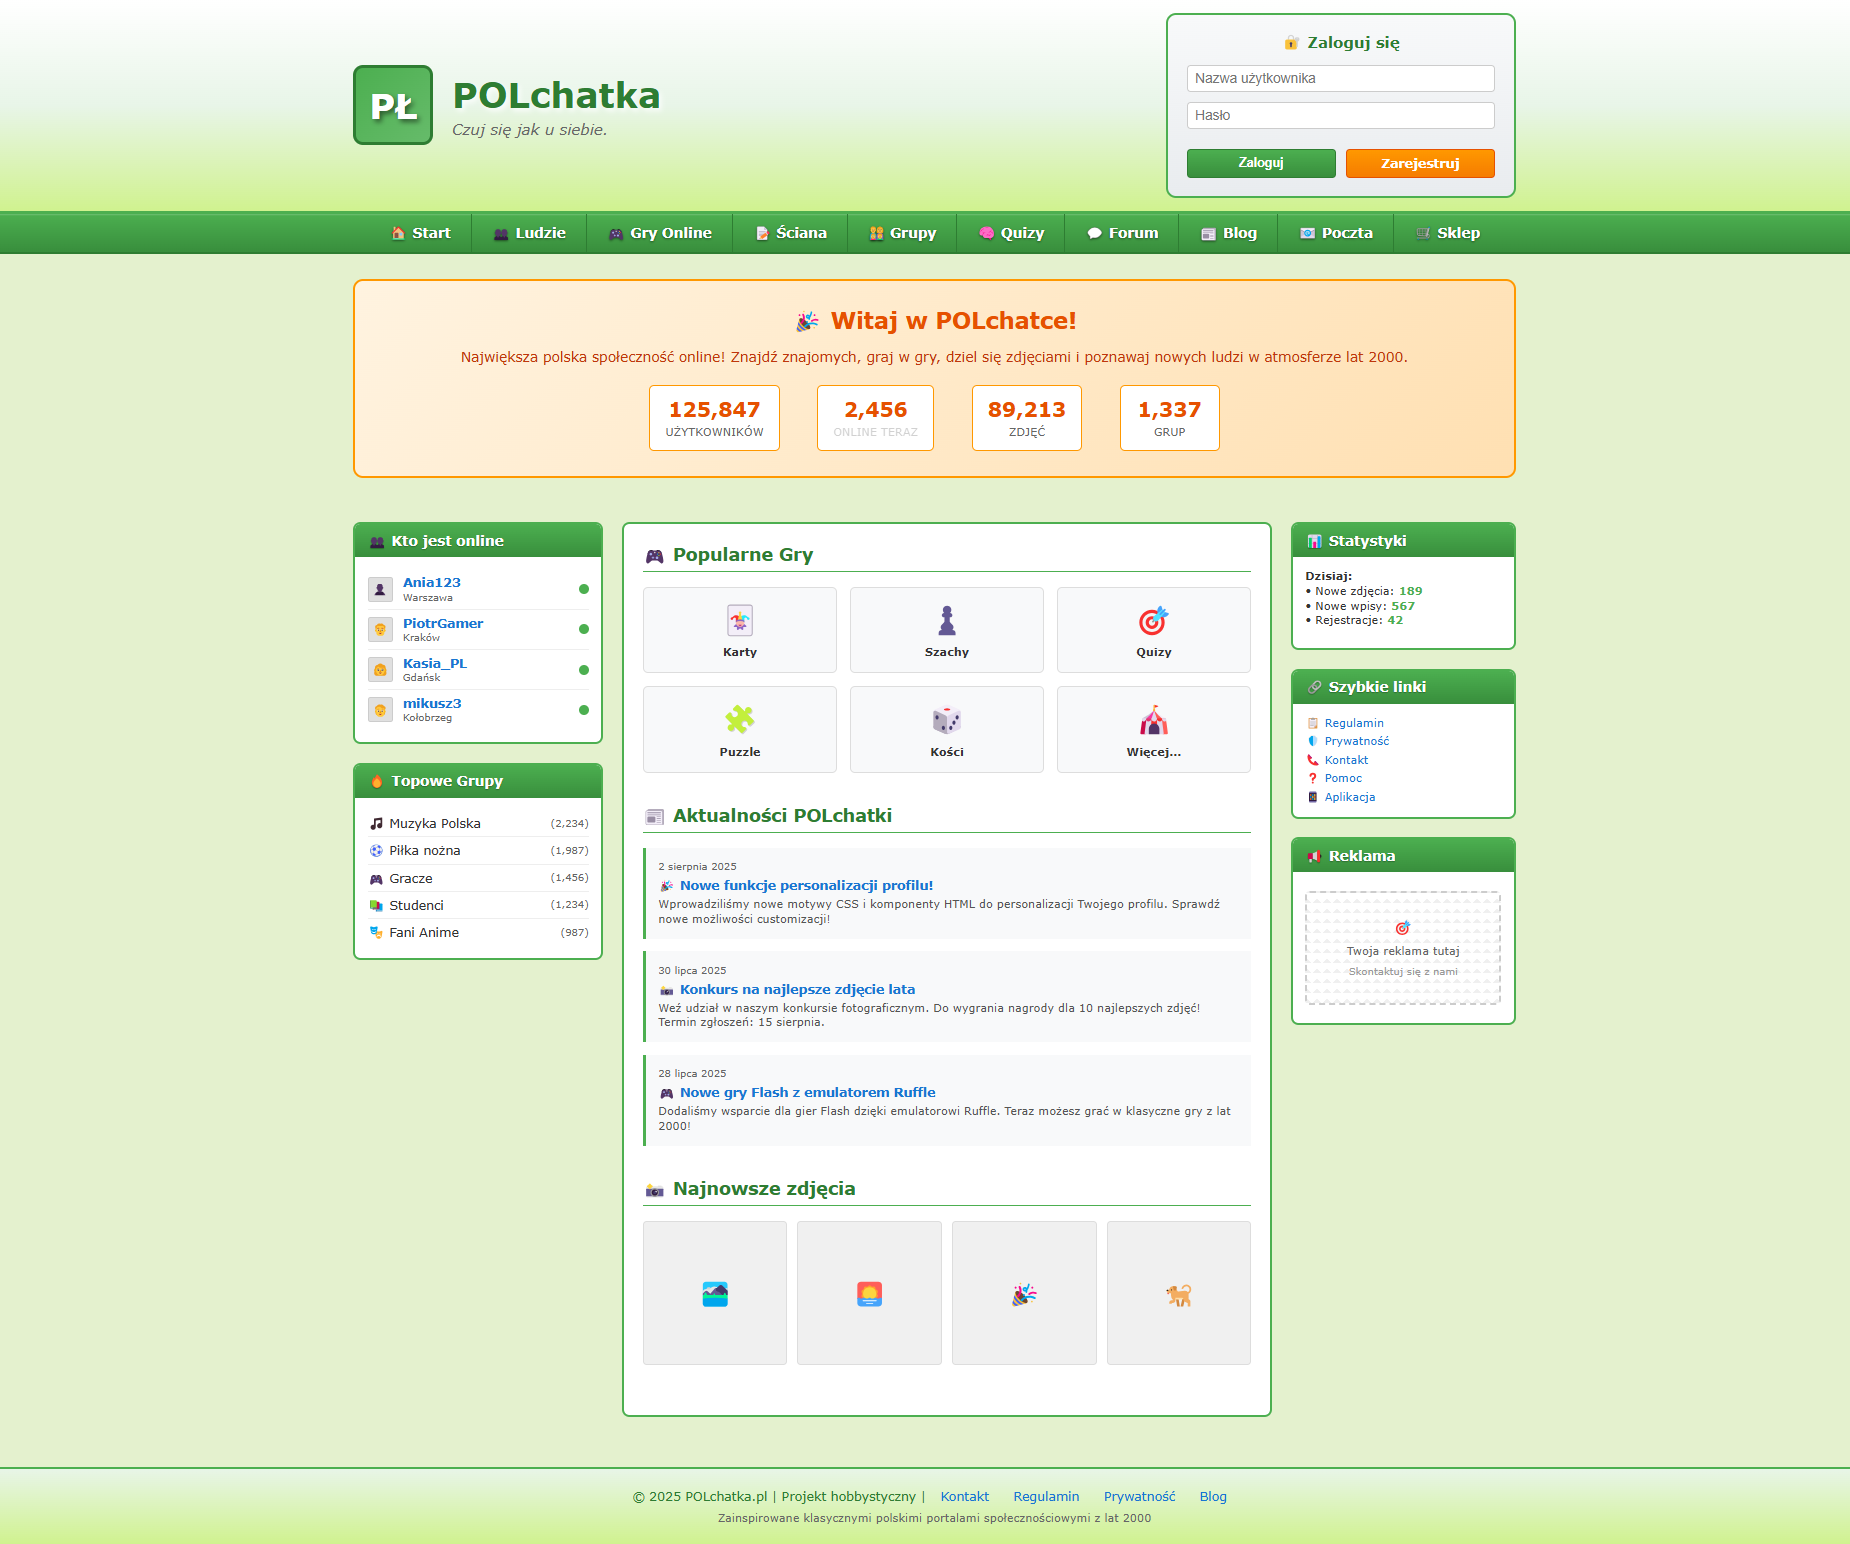 PŁ
POLchatka
Czuj się jak u siebie.
Zaloguj się
Nazwa użytkownika
Hasło
Zaloguj
Zarejestruj
Start
Ludzie
Gry Online
Ściana
Grupy
Quizy
Forum
Blog
Poczta
Sklep
Witaj w POLchatce!
Największa polska społeczność online! Znajdź znajomych, graj w gry, dziel się zdjęciami i poznawaj nowych ludzi w atmosferze lat 2000.
125,847
UŻYTKOWNIKÓW
2,456
ONLINE TERAZ
89,213
ZDJĘĆ
1,337
GRUP
Kto jest online
Ania123
Warszawa
PiotrGamer
Kraków
Kasia_PL
Gdańsk
mikusz3
Kołobrzeg
Topowe Grupy
Muzyka Polska (2,234)
Piłka nożna (1,987)
Gracze (1,456)
Studenci (1,234)
Fani Anime (987)
Popularne Gry
Karty
Szachy
Quizy
Puzzle
Kości
Więcej...
Aktualności POLchatki
2 sierpnia 2025
Nowe funkcje personalizacji profilu!
Wprowadziliśmy nowe motywy CSS i komponenty HTML do personalizacji Twojego profilu. Sprawdź
nowe możliwości customizacji!
30 lipca 2025
Konkurs na najlepsze zdjęcie lata
Weź udział w naszym konkursie fotograficznym. Do wygrania nagrody dla 10 najlepszych zdjęć!
Termin zgłoszeń: 15 sierpnia.
28 lipca 2025
Nowe gry Flash z emulatorem Ruffle
Dodaliśmy wsparcie dla gier Flash dzięki emulatorowi Ruffle. Teraz możesz grać w klasyczne gry z lat
2000!
Najnowsze zdjęcia
Statystyki
Dzisiaj:
• Nowe zdjęcia: 189
• Nowe wpisy: 567
• Rejestracje: 42
Szybkie linki
Regulamin
Prywatność
Kontakt
Pomoc
Aplikacja
Reklama
Twoja reklama tutaj
Skontaktuj się z nami
© 2025 POLchatka.pl | Projekt hobbystyczny | Kontakt Regulamin Prywatność Blog
Zainspirowane klasycznymi polskimi portalami społecznościowymi z lat 2000